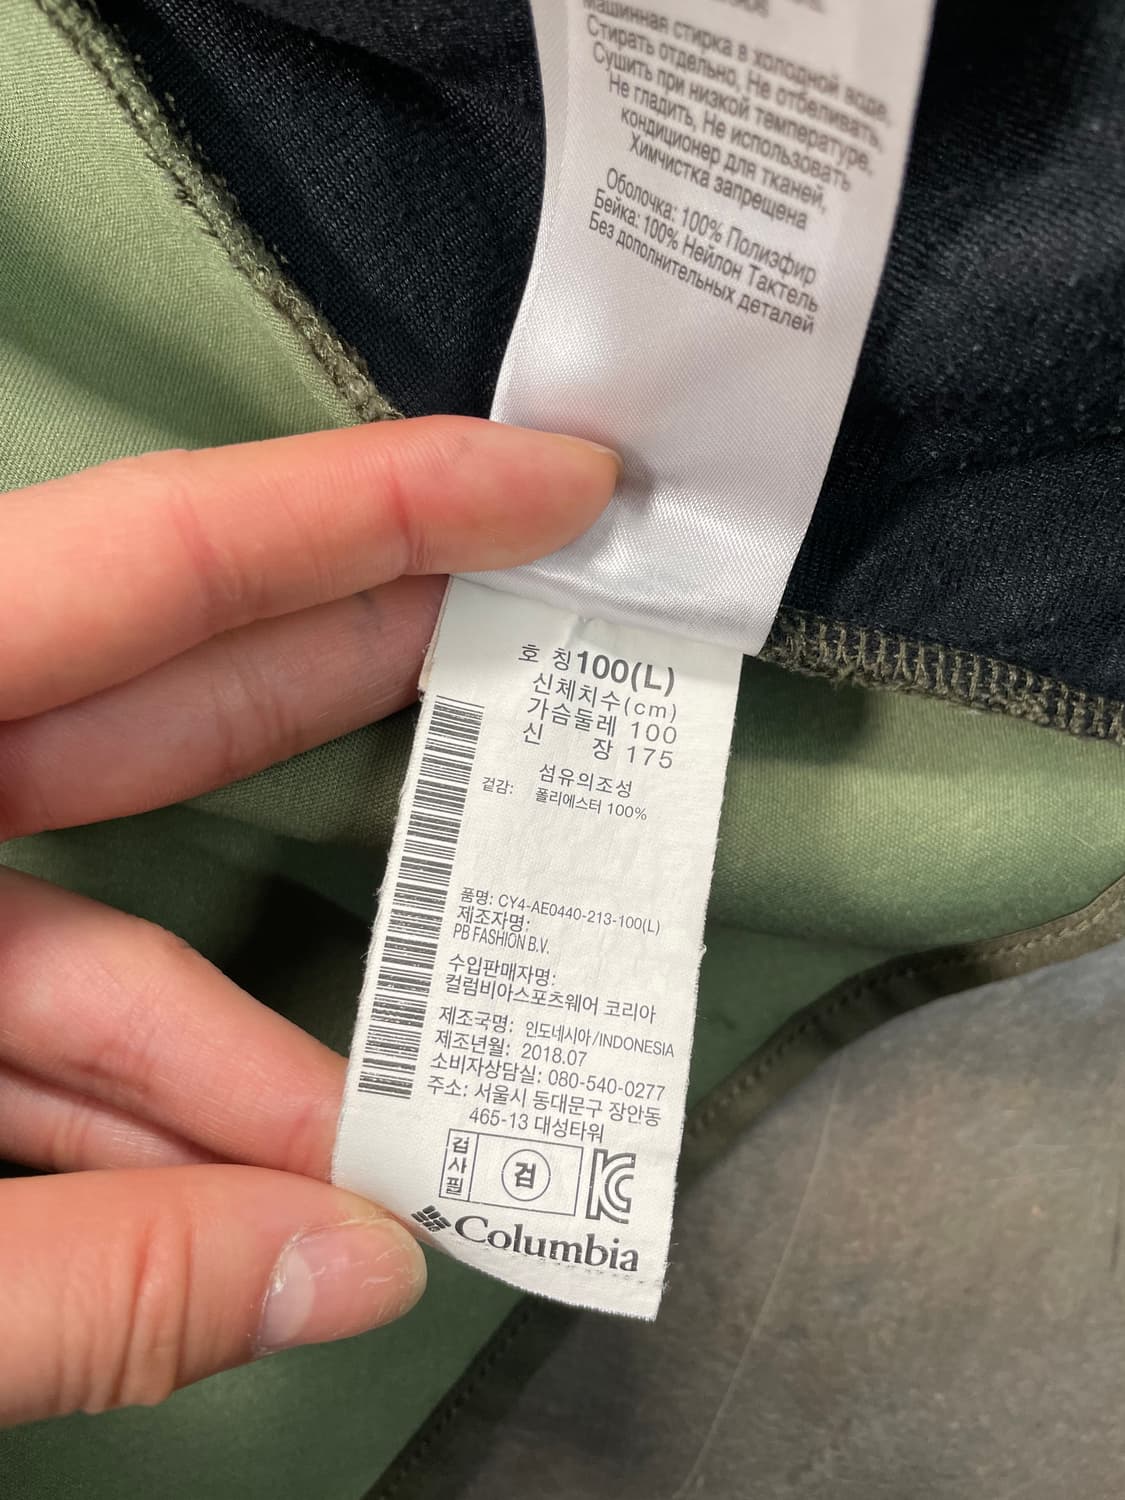 машинная стирка в холодной воде,
Стирать отдельно, Не отбеливать,
Сушить при низкой температуре,
Не гладить, Не использовать
кондиционер для тканей,
Химчистка запрещена
Оболочка: 100% Полиэфир
Бейка: 100% Нейлон Тактель
Без дополнительных деталей
호 칭100(L)
신체치수(cm)
가슴둘레 100
신 장 175
섬유의조성
겉감: 폴리에스터 100%
품명: CY4-AE0440-213-100(L)
제조자명:
PB FASHION B.V.
수입판매자명:
컬럼비아스포츠웨어 코리아
제조국명: 인도네시아/INDONESIA
제조년월: 2018.07
소비자상담실: 080-540-0277
주소: 서울시 동대문구 장안동
465-13 대성타워
검사필 검 KC
Columbia